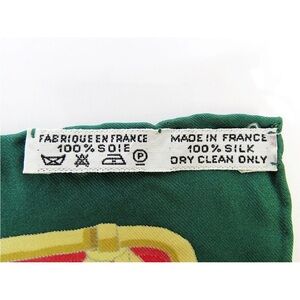 FABRIQUE EN FRANCE
100% SOIE
P
MADE IN FRANCE
100% SILK
DRY CLEAN ONLY